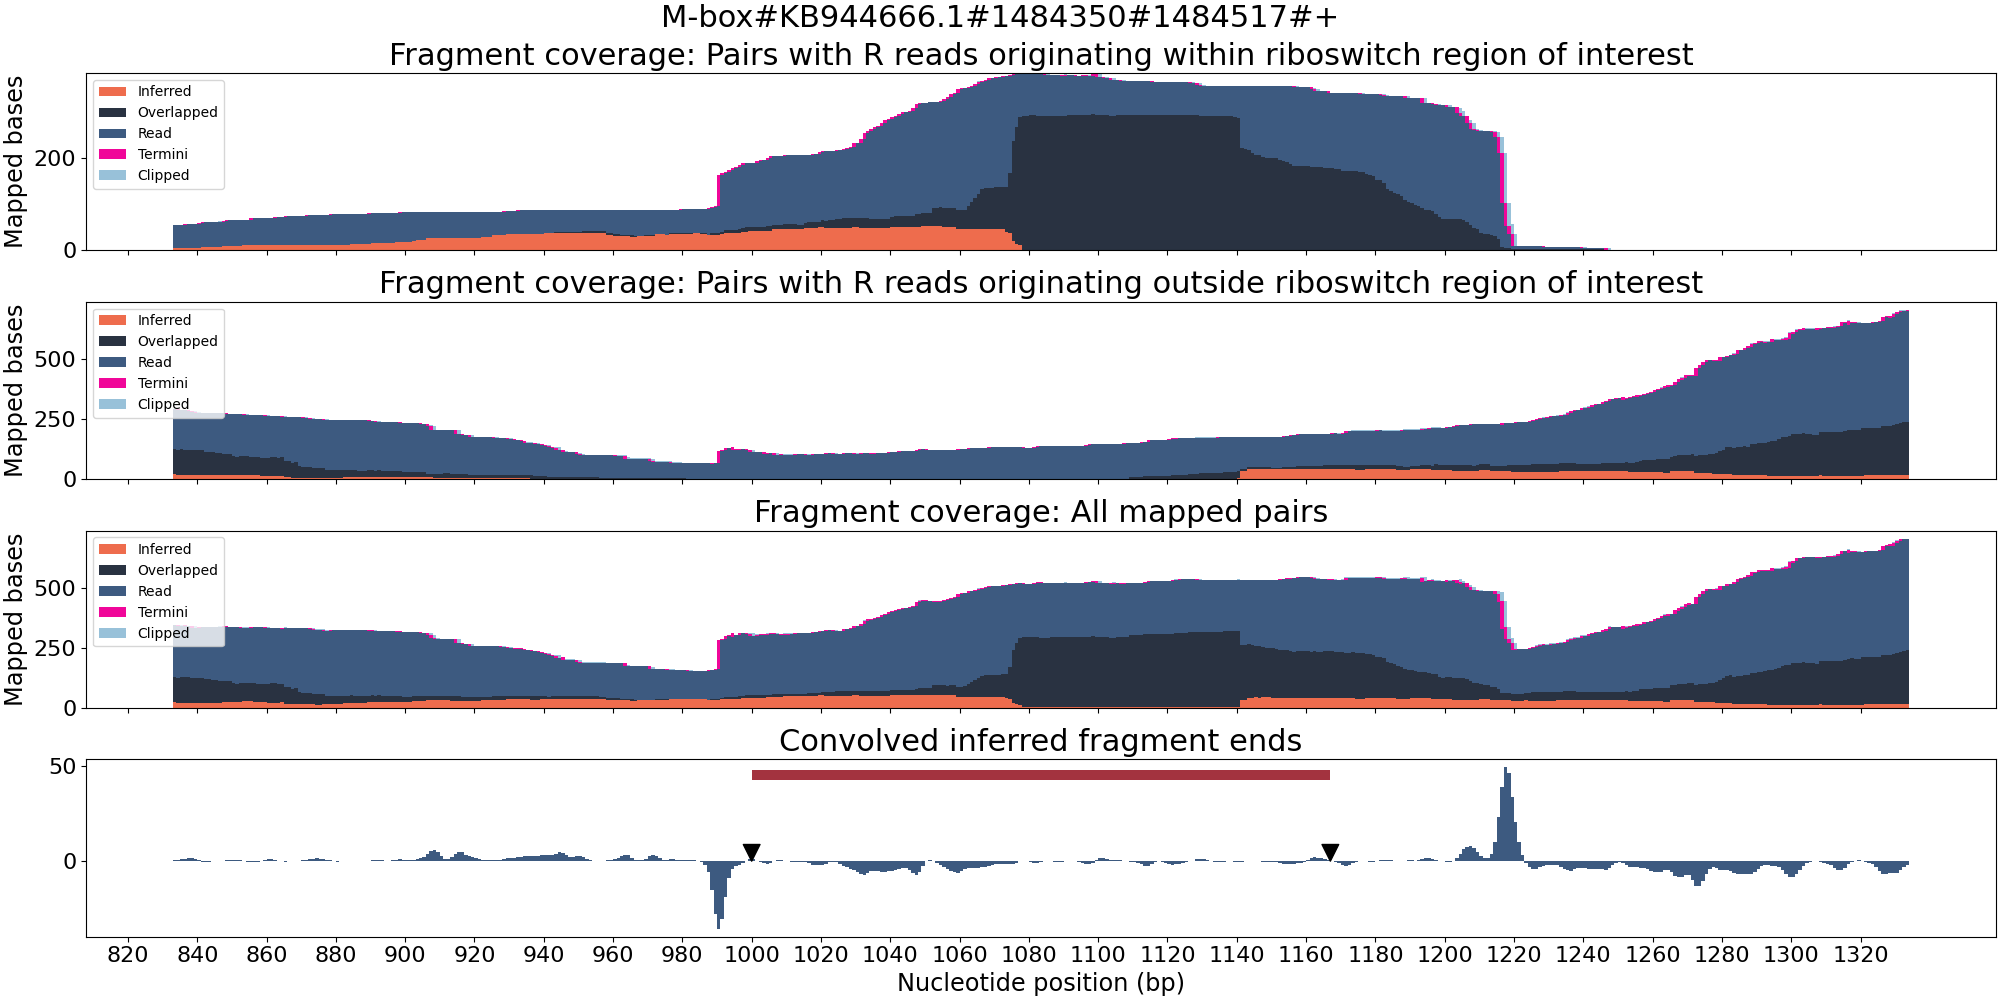 M-box#KB944666.1#1484350#1484517#+
Fragment coverage: Pairs with R reads originating within riboswitch region of interest
Mapped bases
200
0
Inferred
Overlapped
Read
Termini
Clipped
Fragment coverage: Pairs with R reads originating outside riboswitch region of interest
Mapped bases
500
250
0
Inferred
Overlapped
Read
Termini
Clipped
Fragment coverage: All mapped pairs
Mapped bases
500
250
0
Inferred
Overlapped
Read
Termini
Clipped
Convolved inferred fragment ends
50
0
820 840 860 880 900 920 940 960 980 1000 1020 1040 1060 1080 1100 1120 1140 1160 1180 1200 1220 1240 1260 1280 1300 1320
Nucleotide position (bp)